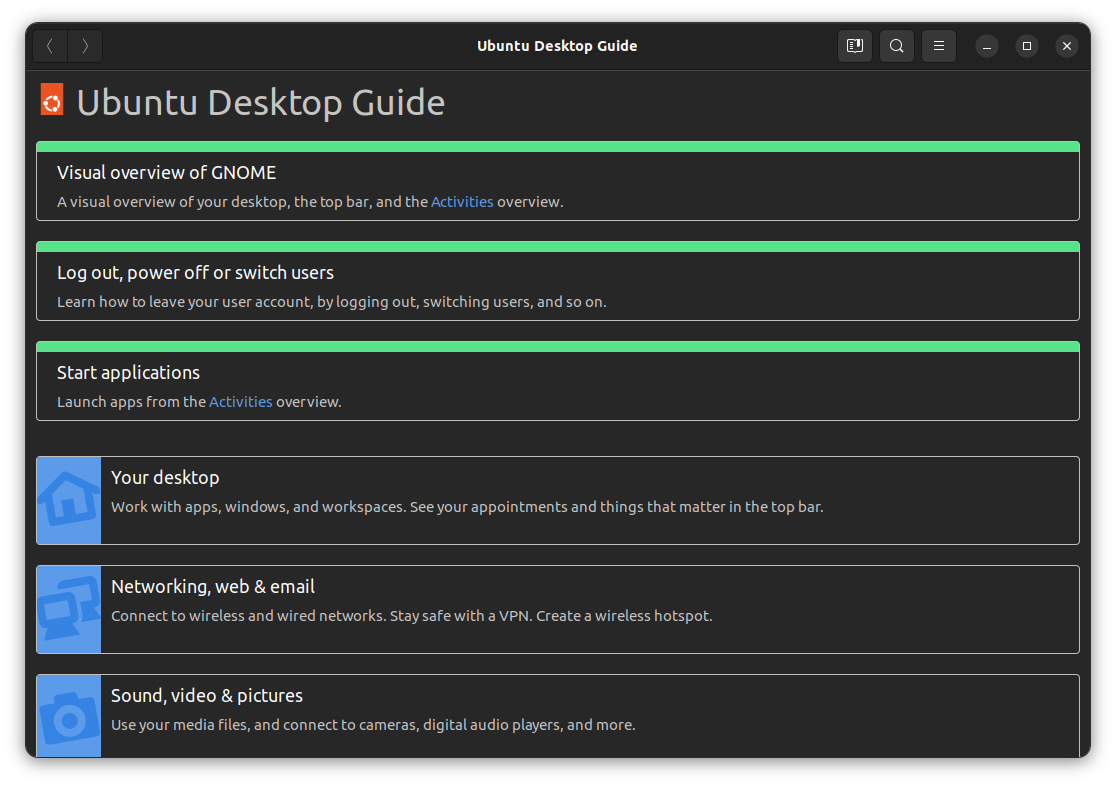 Ubuntu Desktop Guide
Ubuntu Desktop Guide
Visual overview of GNOME
A visual overview of your desktop, the top bar, and the Activities overview.
Log out, power off or switch users
Learn how to leave your user account, by logging out, switching users, and so on.
Start applications
Launch apps from the Activities overview.
Your desktop
Work with apps, windows, and workspaces. See your appointments and things that matter in the top bar.
Networking, web & email
Connect to wireless and wired networks. Stay safe with a VPN. Create a wireless hotspot.
Sound, video & pictures
Use your media files, and connect to cameras, digital audio players, and more.